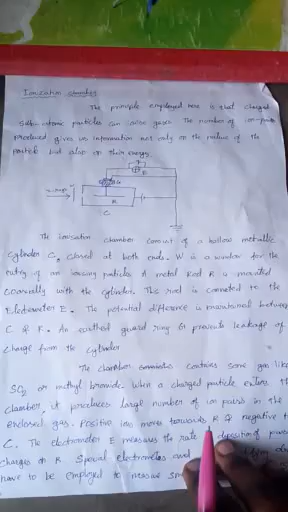 Ionization chamber
The principle employed here is that charged
Subatomic particles can ionise gases. The number of ion-pairs
produced gives us information not only on the nature of the
particle but also on their energy.
E
G
X-rays
W
R
C
The ionisation chamber consist of a hollow metallic
cylinder C, closed at both ends. W is a window for the
entry of an ionising particle. A metal Rod R is mounted
coaxially with the cylinder. This rod is connected to the
Electrometer E. The potential difference is maintained between
C & R. An earthed guard ring G prevents leakage of
charge from the cylinder
The chamber contains some gas like
SO2 or methyl bromide. When a charged particle enters the
chamber, it produces large number of ion pairs in the
enclosed gas. Positive ions moves towards R & negative to
C. The electrometer E measures the rate deposition of
charges on R. Special electrometers and
have to be employed to measure